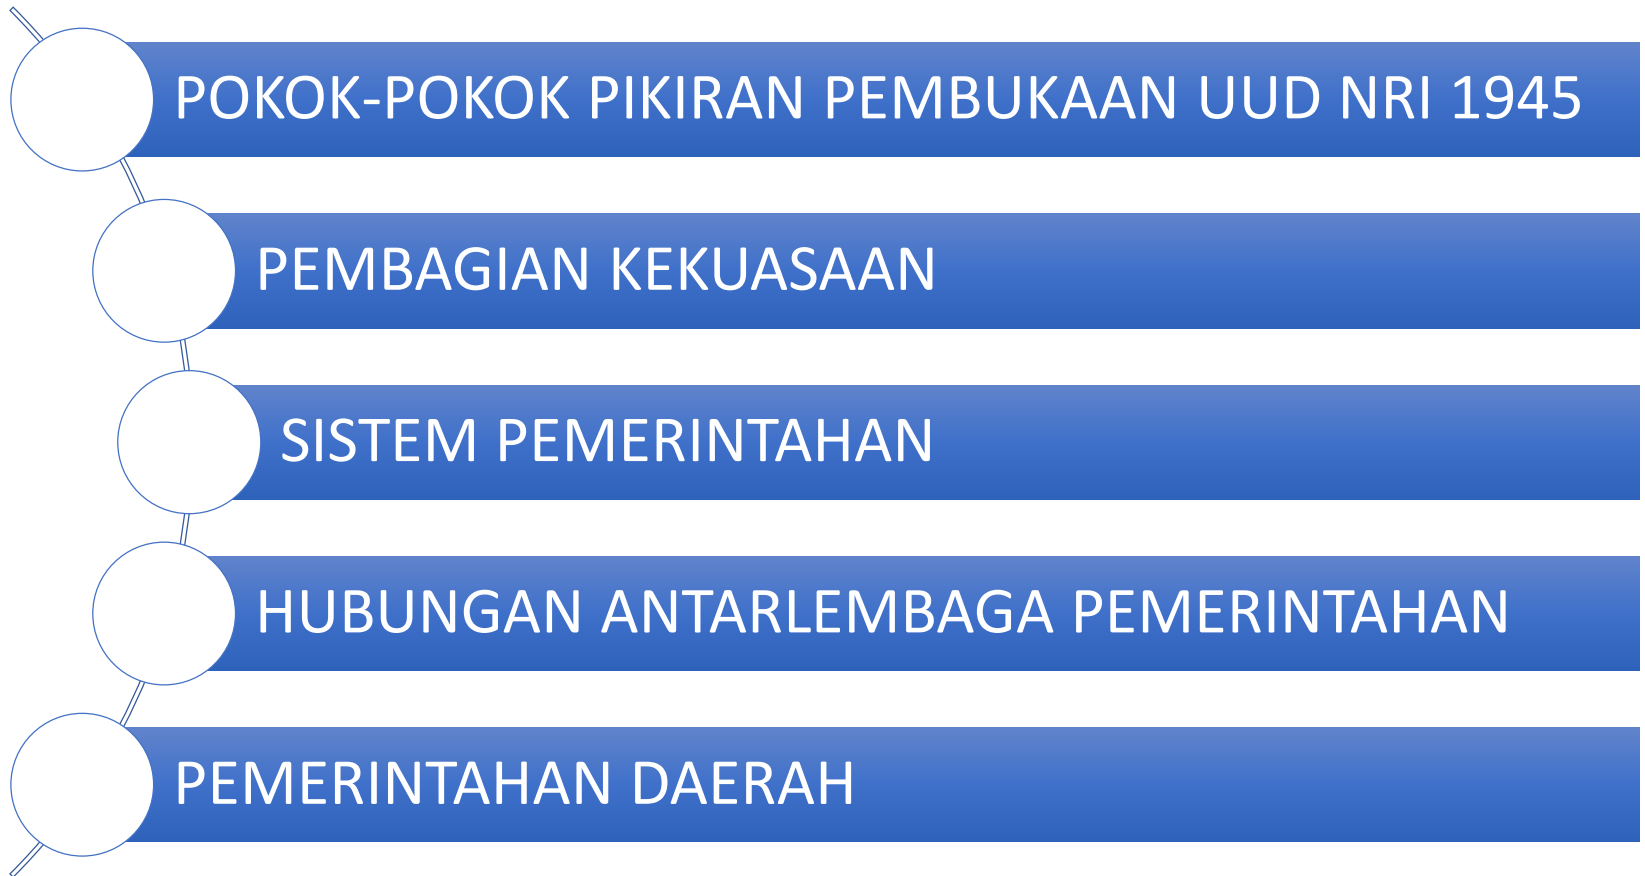 POKOK-POKOK PIKIRAN PEMBUKAAN UUD NRI 1945
PEMBAGIAN KEKUASAAN
SISTEM PEMERINTAHAN
HUBUNGAN ANTARLEMBAGA PEMERINTAHAN
PEMERINTAHAN DAERAH